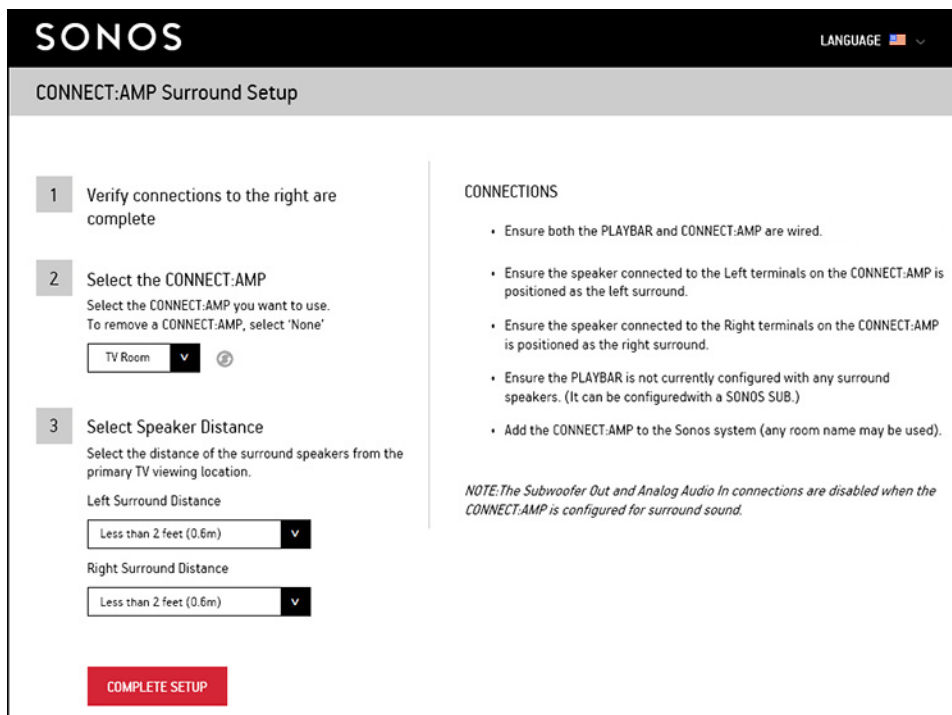 SONOS
LANGUAGE
CONNECT:AMP Surround Setup
1
Verify connections to the right are
complete
2
Select the CONNECT:AMP
Select the CONNECT:AMP you want to use.
To remove a CONNECT:AMP, select 'None'
TV Room
3
Select Speaker Distance
Select the distance of the surround speakers from the
primary TV viewing location.
Left Surround Distance
Less than 2 feet (0.6m)
Right Surround Distance
Less than 2 feet (0.6m)
COMPLETE SETUP
CONNECTIONS
• Ensure both the PLAYBAR and CONNECT:AMP are wired.
• Ensure the speaker connected to the Left terminals on the CONNECT:AMP is
positioned as the left surround.
• Ensure the speaker connected to the Right terminals on the CONNECT:AMP
is positioned as the right surround.
• Ensure the PLAYBAR is not currently configured with any surround
speakers. (It can be configuredwith a SONOS SUB.)
• Add the CONNECT:AMP to the Sonos system (any room name may be used).
NOTE:The Subwoofer Out and Analog Audio In connections are disabled when the
CONNECT:AMP is configured for surround sound.